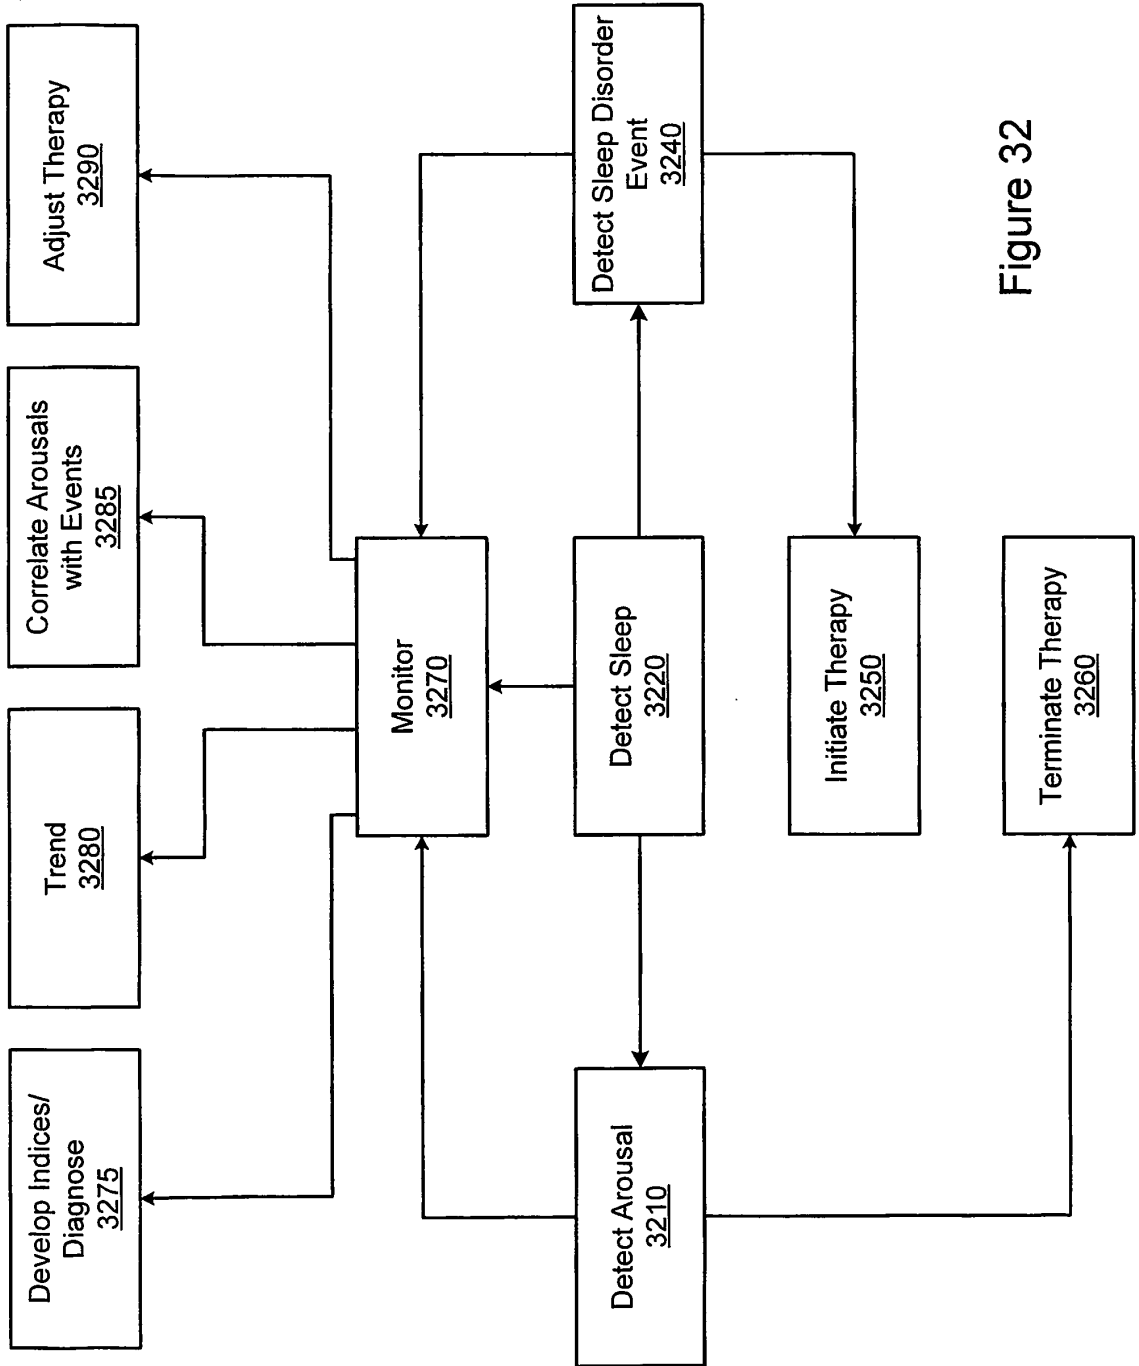 Develop Indices/
Diagnose
3275
Trend
3280
Correlate Arousals
with Events
3285
Adjust Therapy
3290
Monitor
3270
Detect Arousal
3210
Detect Sleep
3220
Detect Sleep Disorder
Event
3240
Initiate Therapy
3250
Terminate Therapy
3260
Figure 32